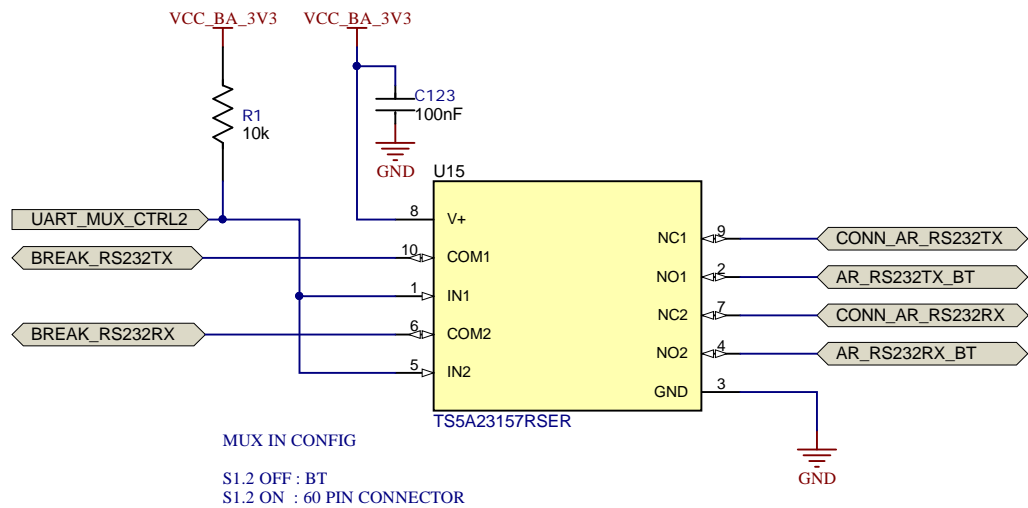 VCC_BA_3V3 VCC_BA_3V3
R1
10k
C123
100nF
GND
U15
UART_MUX_CTRL2
8 V+
BREAK_RS232TX
10 COM1
1 IN1
BREAK_RS232RX
6 COM2
5 IN2
NC1 9 CONN_AR_RS232TX
NO1 2 AR_RS232TX_BT
NC2 7 CONN_AR_RS232RX
NO2 4 AR_RS232RX_BT
GND 3
TS5A23157RSER
GND
MUX IN CONFIG
S1.2 OFF : BT
S1.2 ON : 60 PIN CONNECTOR